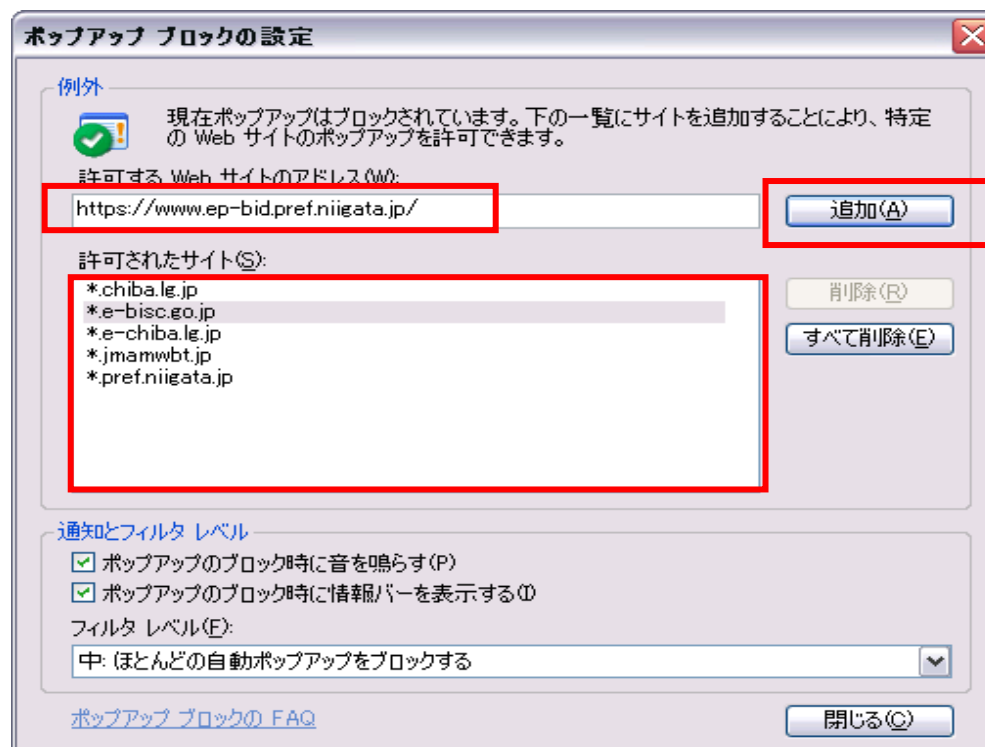 ポップアップ ブロックの設定
例外
現在ポップアップはブロックされています。下の一覧にサイトを追加することにより、特定
の Web サイトのポップアップを許可できます。
許可する Web サイトのアドレス(W):
https://www.ep-bid.pref.niigata.jp/
追加(A)
許可されたサイト(S):
*.chiba.lg.jp
*.e-bisc.go.jp
*.e-chiba.lg.jp
*.jmamwbt.jp
*.pref.niigata.jp
削除(R)
すべて削除(E)
通知とフィルタ レベル
ポップアップのブロック時に音を鳴らす(P)
ポップアップのブロック時に情報バーを表示する(I)
フィルタ レベル(F):
中: ほとんどの自動ポップアップをブロックする
ポップアップ ブロックの FAQ
閉じる(C)